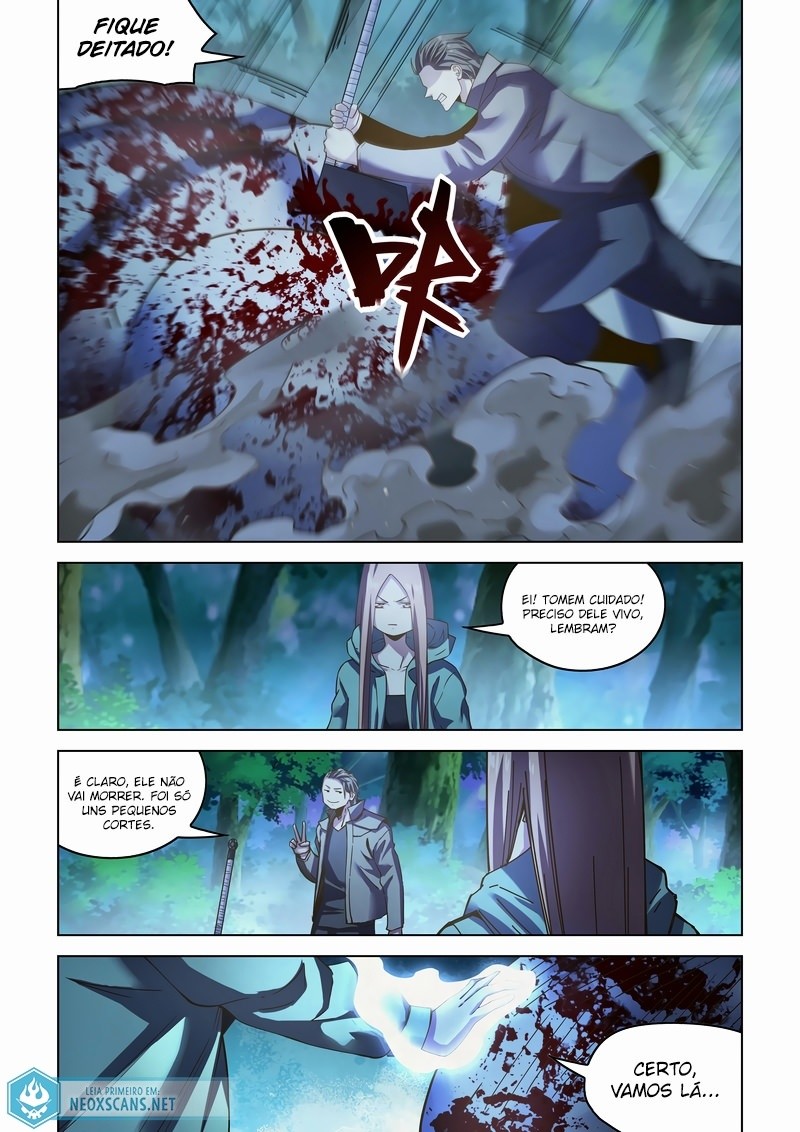 FIQUE
DEITADO!
EI! TOMEM CUIDADO!
PRECISO DELE VIVO,
LEMBRAM?
É CLARO, ELE NÃO
VAI MORRER. FOI SÓ
UNS PEQUENOS
CORTES.
CERTO,
VAMOS LÁ...
LEIA PRIMEIRO EM:
NEOXSCANS.NET